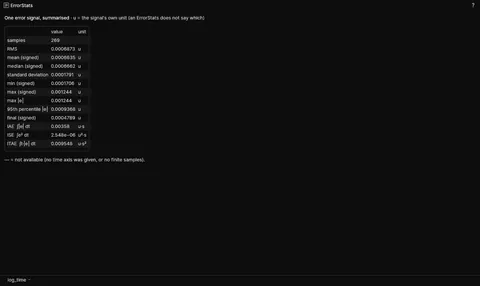 ErrorStats
?
One error signal, summarised · u = the signal's own unit (an ErrorStats does not say which)
value unit
samples 269
RMS 0.0006873 u
mean (signed) 0.0006635 u
median (signed) 0.0006662 u
standard deviation 0.0001791 u
min (signed) 0.0001706 u
max (signed) 0.001244 u
max |e| 0.001244 u
95th percentile |e| 0.0009368 u
final (signed) 0.0004789 u
IAE ∫|e| dt 0.00358 u·s
ISE ∫e² dt 2.548e-06 u²·s
ITAE ∫t·|e| dt 0.009545 u·s²
— = not available (no time axis was given, or no finite samples).
log_time